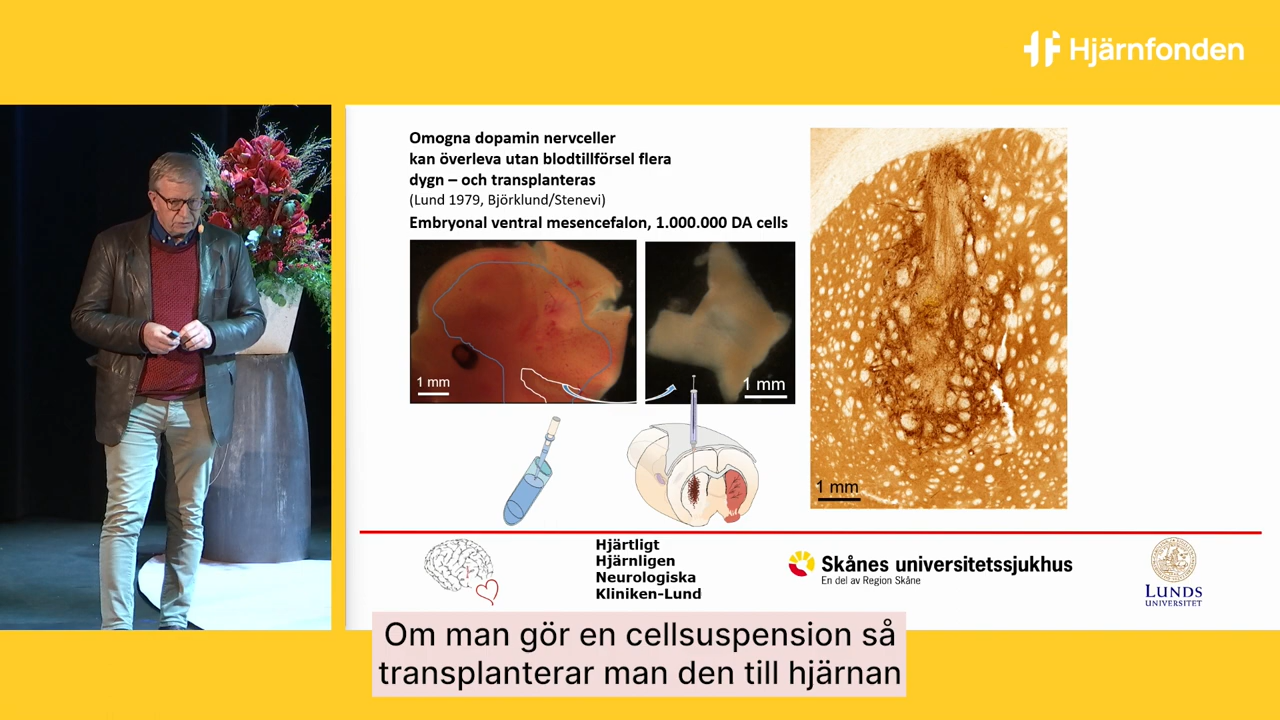 Hjärnfonden
Omogna dopamin nervceller
kan överleva utan blodtillförsel flera
dygn – och transplanteras
(Lund 1979, Björklund/Stenevi)
Embryonal ventral mesencefalon, 1.000.000 DA cells
1 mm
1 mm
1 mm
Hjärtligt
Hjärnligen
Neurologiska
Kliniken-Lund
Skånes universitetssjukhus
En del av Region Skåne
LUNDS
UNIVERSITET
Om man gör en cellsuspension så
transplanterar man den till hjärnan